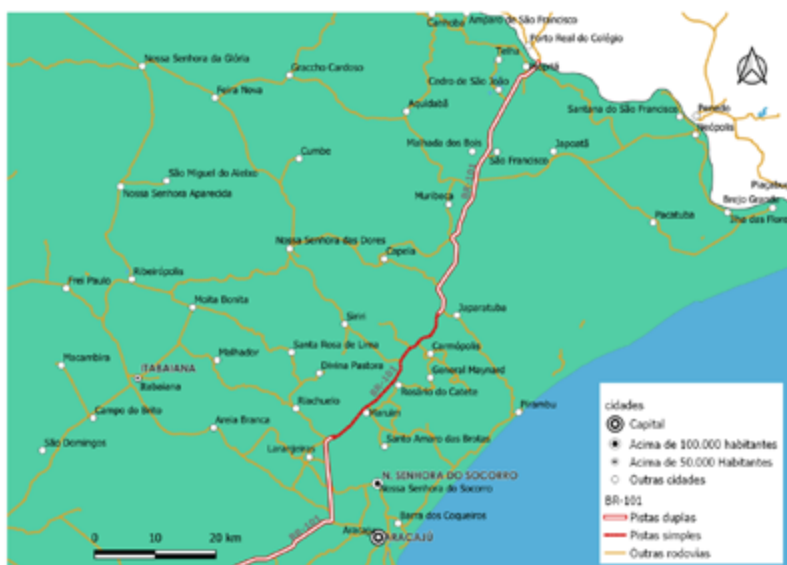 Canhoba
Amparo de São Francisco
Porto Real do Colégio
Telha
Propriá
Nossa Senhora da Glória
Graccho Cardoso
Feira Nova
Cedro de São João
Aquidabã
Santana do São Francisco
Penedo
Neópolis
Malhada dos Bois
São Francisco
Japoatã
Cumbe
São Miguel do Aleixo
Nossa Senhora Aparecida
BR-101
Muribeca
Brejo Grande
Ilha das Flores
Pacatuba
Nossa Senhora das Dores
Capela
Frei Paulo
Ribeirópolis
Moita Bonita
Siriri
Japaratuba
Malhador
Santa Rosa de Lima
Carmópolis
Macambira
ITABAIANA
Itabaiana
Divina Pastora
General Maynard
BR-101
Rosário do Catete
Campo do Brito
Areia Branca
Riachuelo
Maruim
Pirambu
São Domingos
Laranjeiras
Santo Amaro das Brotas
N. SENHORA DO SOCORRO
Nossa Senhora do Socorro
BR-101
Barra dos Coqueiros
Aracaju
ARACAJÚ
0 10 20 km
cidades
Capital
Acima de 100.000 habitantes
Acima de 50.000 Habitantes
Outras cidades
BR-101
Pistas duplas
Pistas simples
Outras rodovias